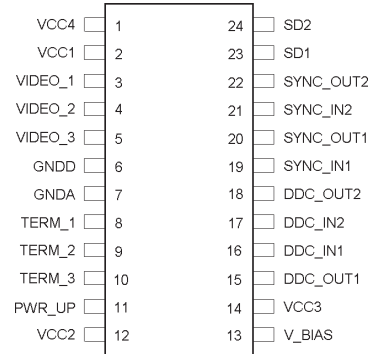 VCC4 1 24 SD2
VCC1 2 23 SD1
VIDEO_1 3 22 SYNC_OUT2
VIDEO_2 4 21 SYNC_IN2
VIDEO_3 5 20 SYNC_OUT1
GNDD 6 19 SYNC_IN1
GNDA 7 18 DDC_OUT2
TERM_1 8 17 DDC_IN2
TERM_2 9 16 DDC_IN1
TERM_3 10 15 DDC_OUT1
PWR_UP 11 14 VCC3
VCC2 12 13 V_BIAS